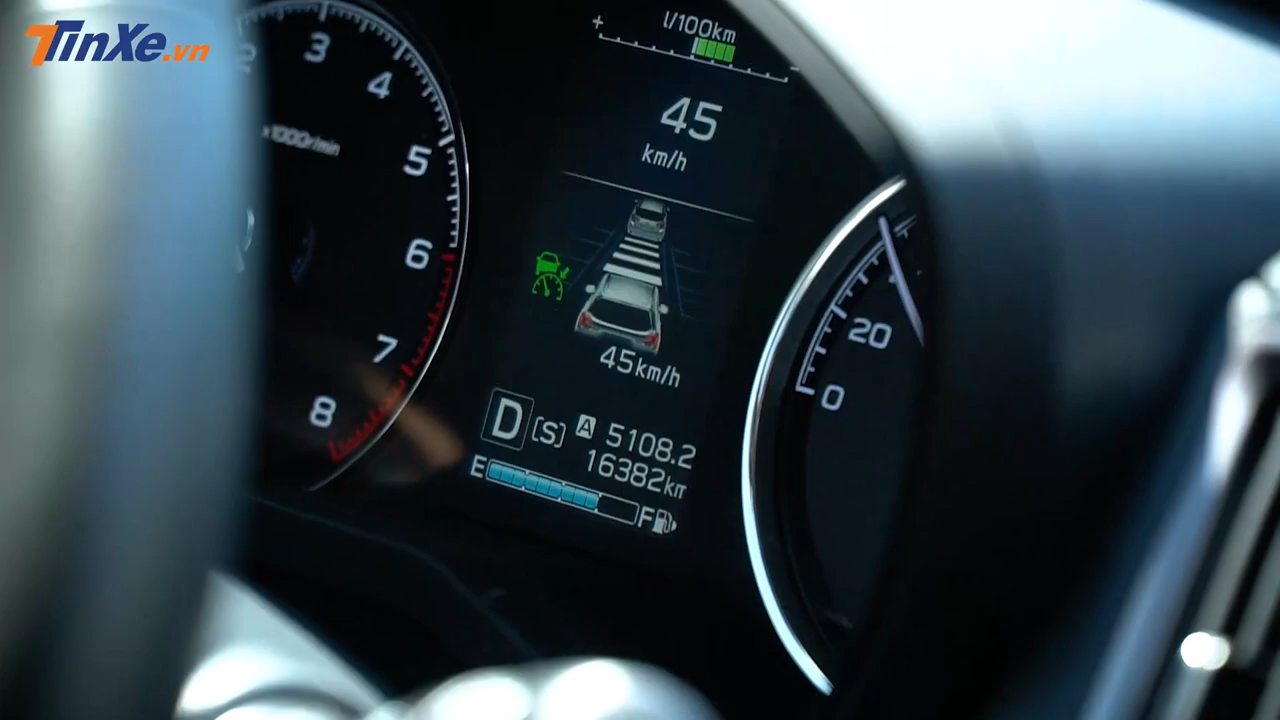 TinXe.vn
l/100km
+
-
45
km/h
2
3
4
5
6
7
8
x1000r/min
45km/h
D [S] A 5108.2
16382km
E F
20
0